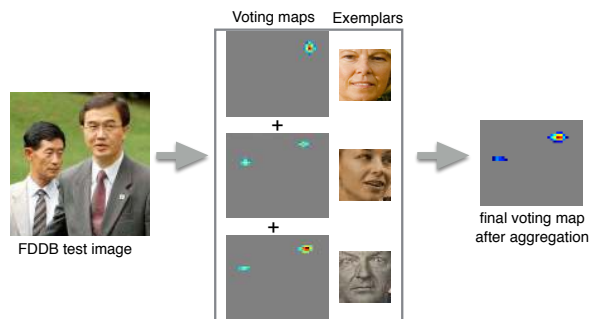 Voting maps
Exemplars
+
+
FDDB test image
final voting map
after aggregation